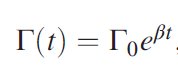 Γ(t) = Γ₀e^{βt},